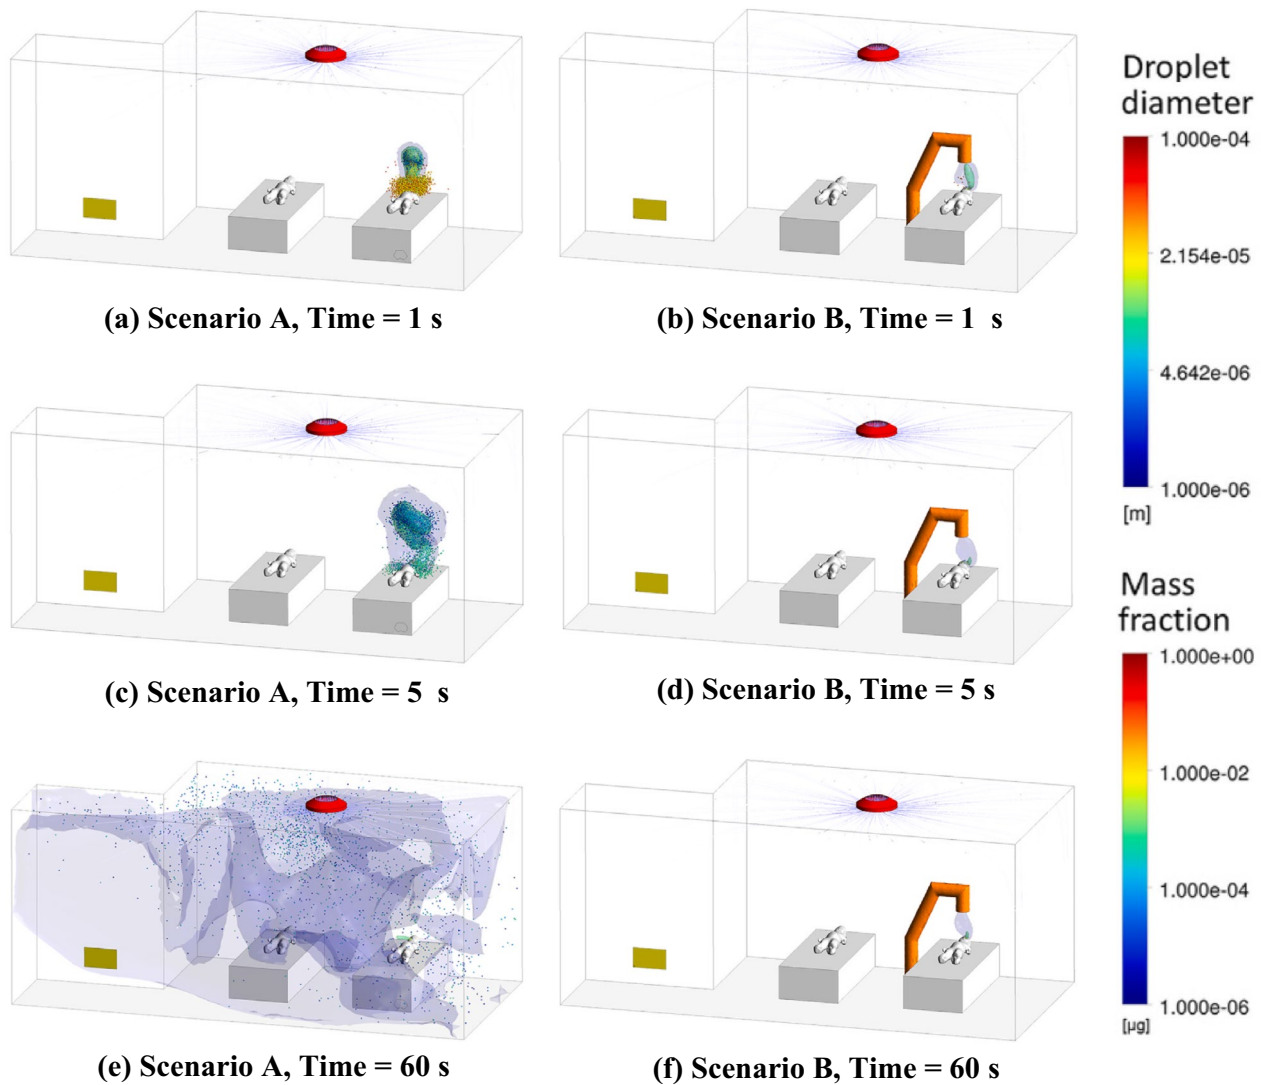 Droplet
diameter
1.000e-04
2.154e-05
4.642e-06
1.000e-06
[m]
(a) Scenario A, Time = 1 s
(b) Scenario B, Time = 1 s
(c) Scenario A, Time = 5 s
(d) Scenario B, Time = 5 s
Mass
fraction
1.000e+00
1.000e-02
1.000e-04
1.000e-06
[µg]
(e) Scenario A, Time = 60 s
(f) Scenario B, Time = 60 s